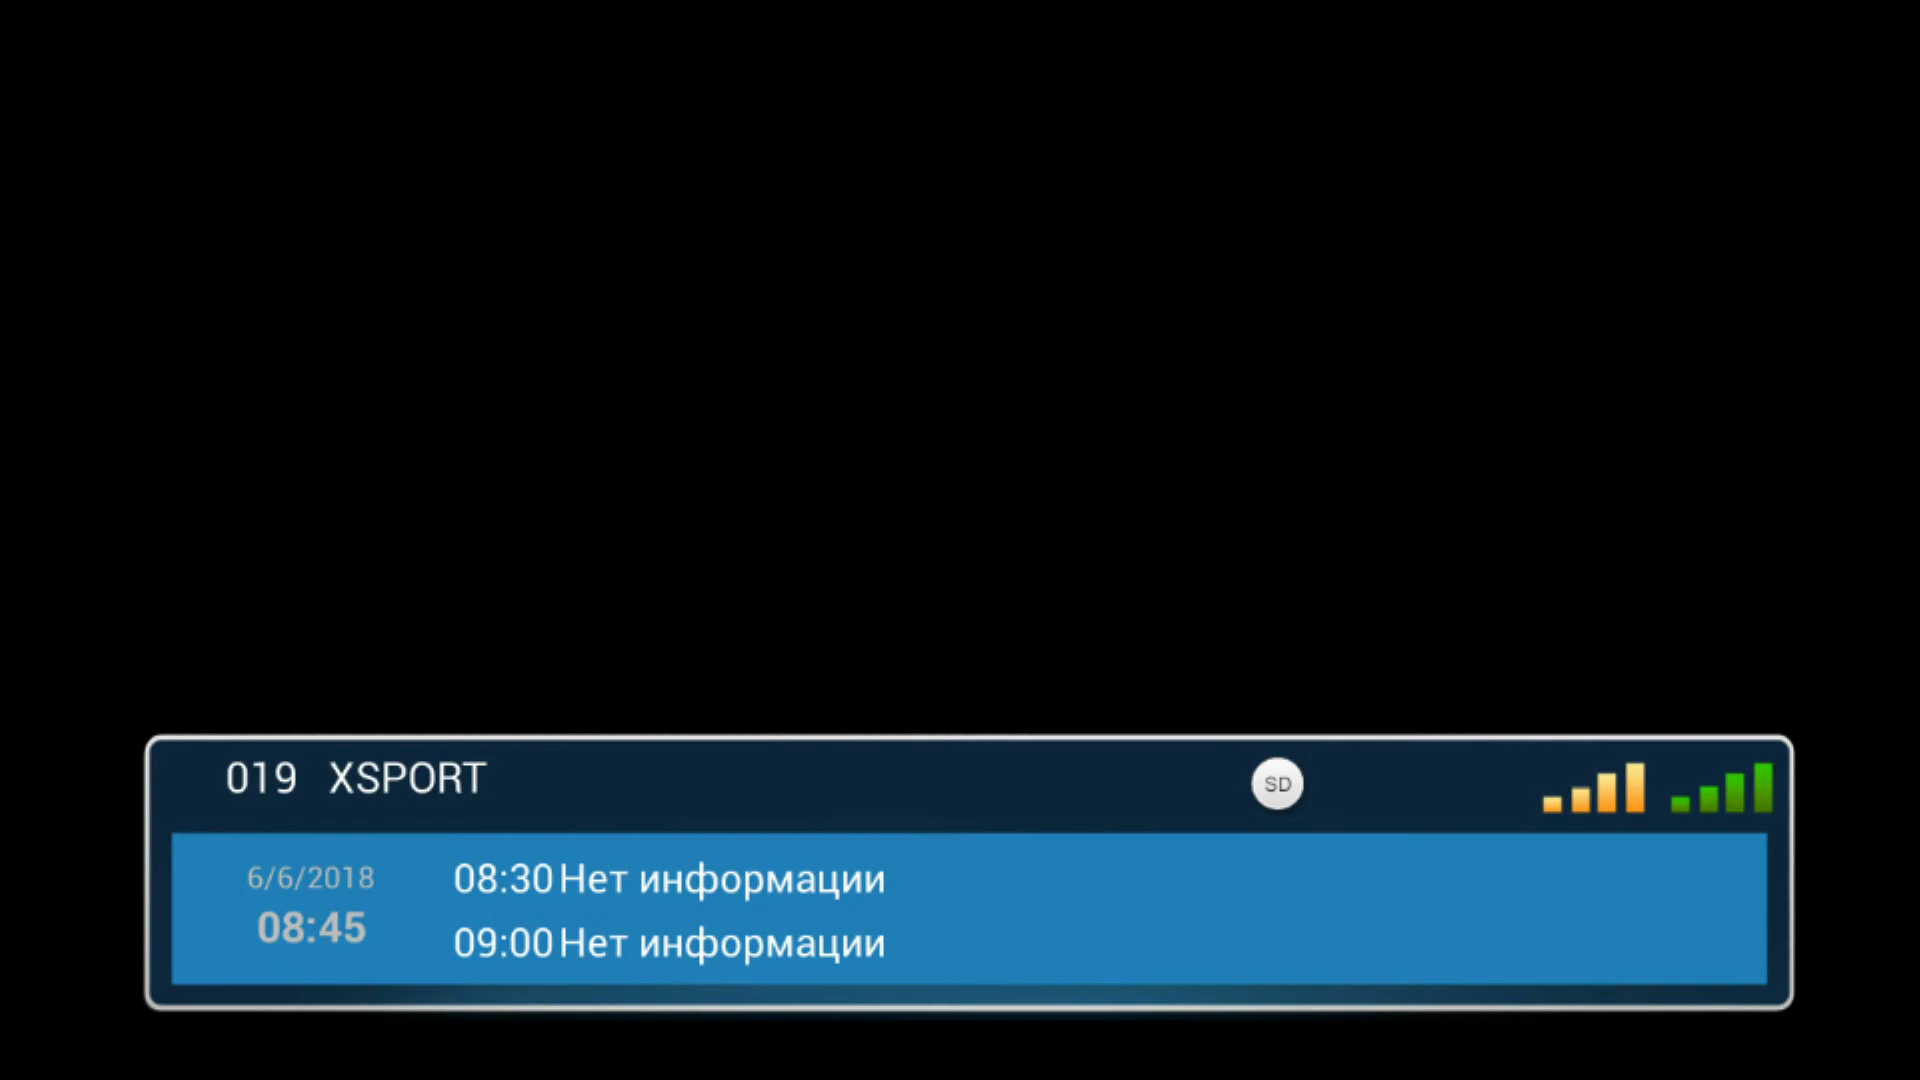 019 XSPORT
SD
6/6/2018
08:45
08:30 Нет информации
09:00 Нет информации